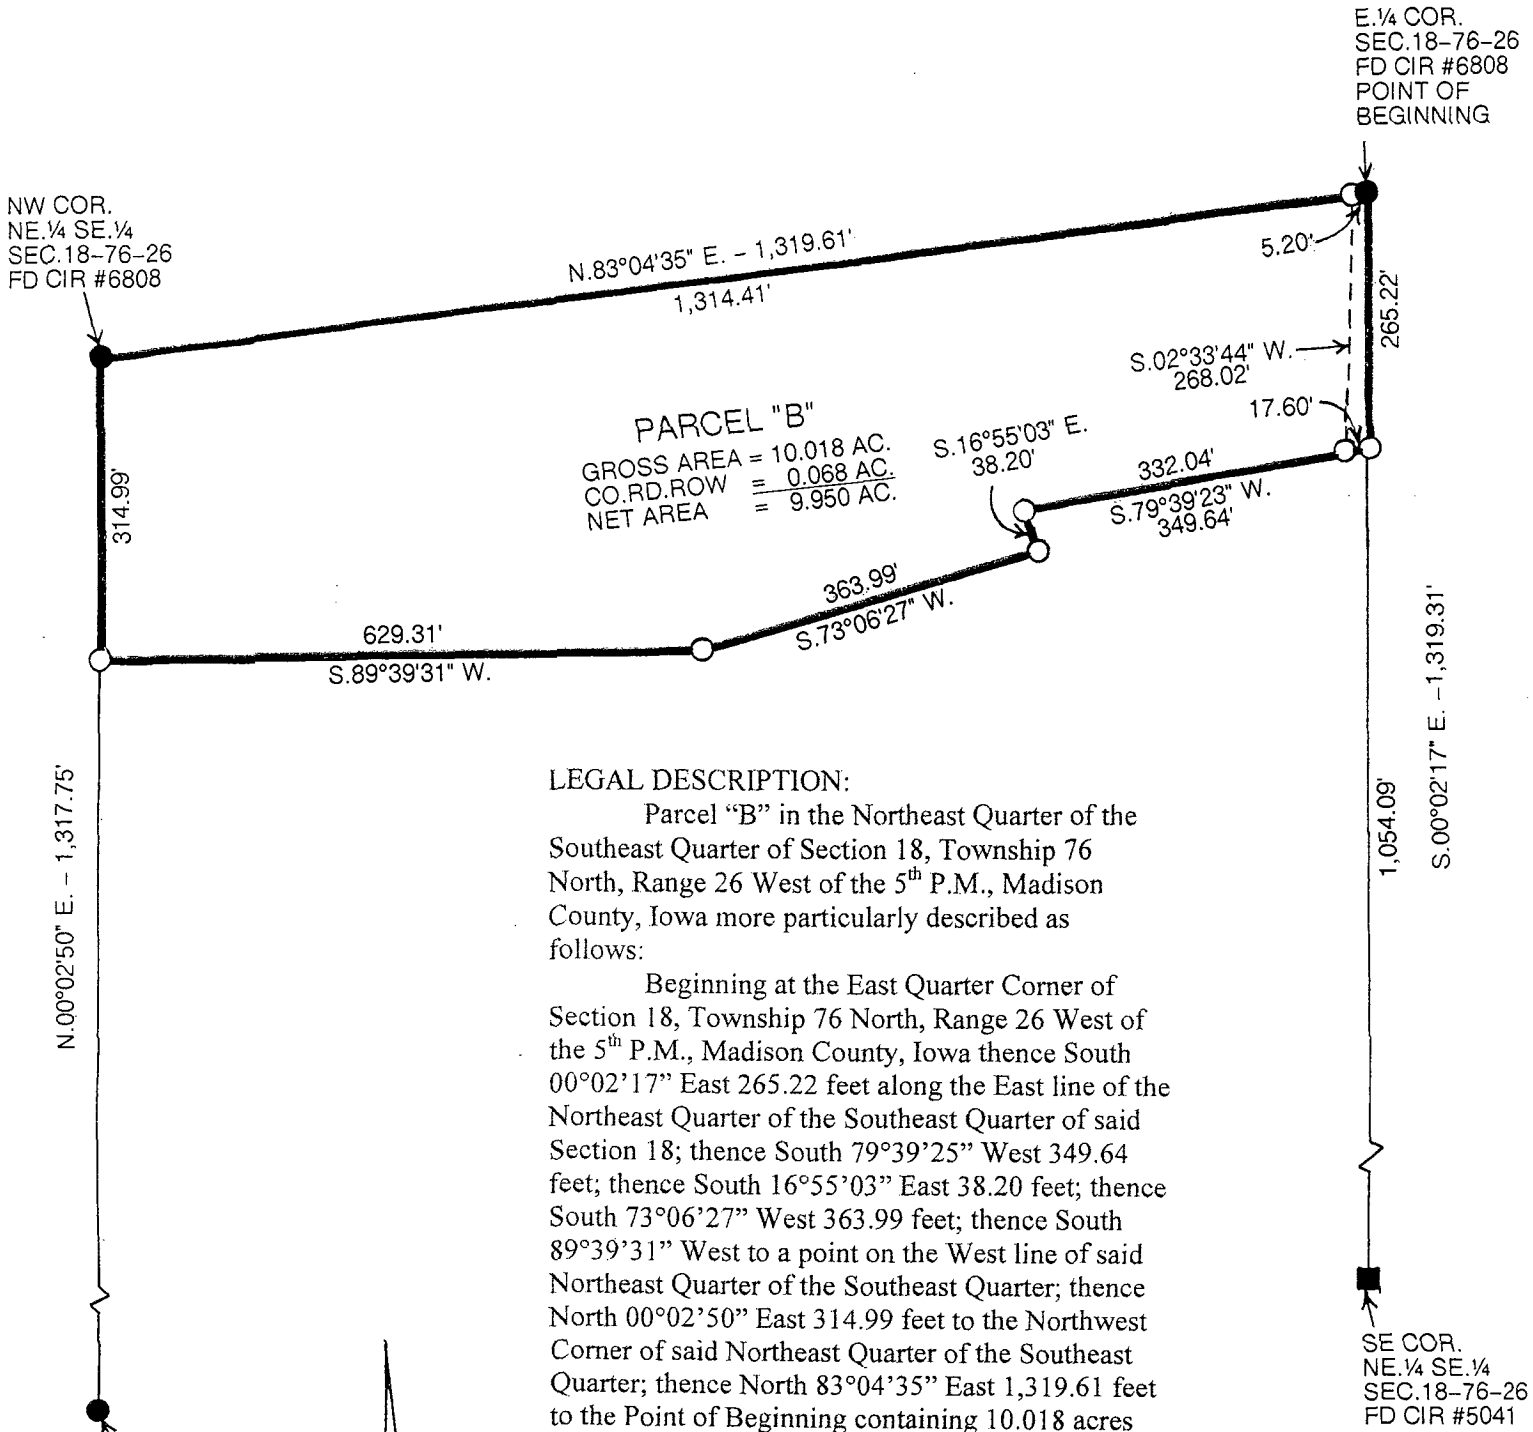 E.¼ COR.
SEC.18-76-26
FD CIR #6808
POINT OF
BEGINNING
NW COR.
NE.¼ SE.¼
SEC.18-76-26
FD CIR #6808
N.83°04'35" E. - 1,319.61'
1,314.41'
5.20'
265.22'
S.02°33'44" W.
268.02'
17.60'
PARCEL "B"
GROSS AREA = 10.018 AC.
CO.RD.ROW = 0.068 AC.
NET AREA = 9.950 AC.
S.16°55'03" E.
38.20'
332.04'
S.79°39'23" W.
349.64'
314.99'
363.99'
S.73°06'27" W.
629.31'
S.89°39'31" W.
N.00°02'50" E. - 1,317.75'
S.00°02'17" E. -1,319.31'
1,054.09'
LEGAL DESCRIPTION:
Parcel “B” in the Northeast Quarter of the
Southeast Quarter of Section 18, Township 76
North, Range 26 West of the 5th P.M., Madison
County, Iowa more particularly described as
follows:
Beginning at the East Quarter Corner of
Section 18, Township 76 North, Range 26 West of
the 5th P.M., Madison County, Iowa thence South
00°02’17” East 265.22 feet along the East line of the
Northeast Quarter of the Southeast Quarter of said
Section 18; thence South 79°39’25” West 349.64
feet; thence South 16°55’03” East 38.20 feet; thence
South 73°06’27” West 363.99 feet; thence South
89°39’31” West to a point on the West line of said
Northeast Quarter of the Southeast Quarter; thence
North 00°02’50” East 314.99 feet to the Northwest
Corner of said Northeast Quarter of the Southeast
Quarter; thence North 83°04’35” East 1,319.61 feet
to the Point of Beginning containing 10.018 acres
SE COR.
NE.¼ SE.¼
SEC.18-76-26
FD CIR #5041